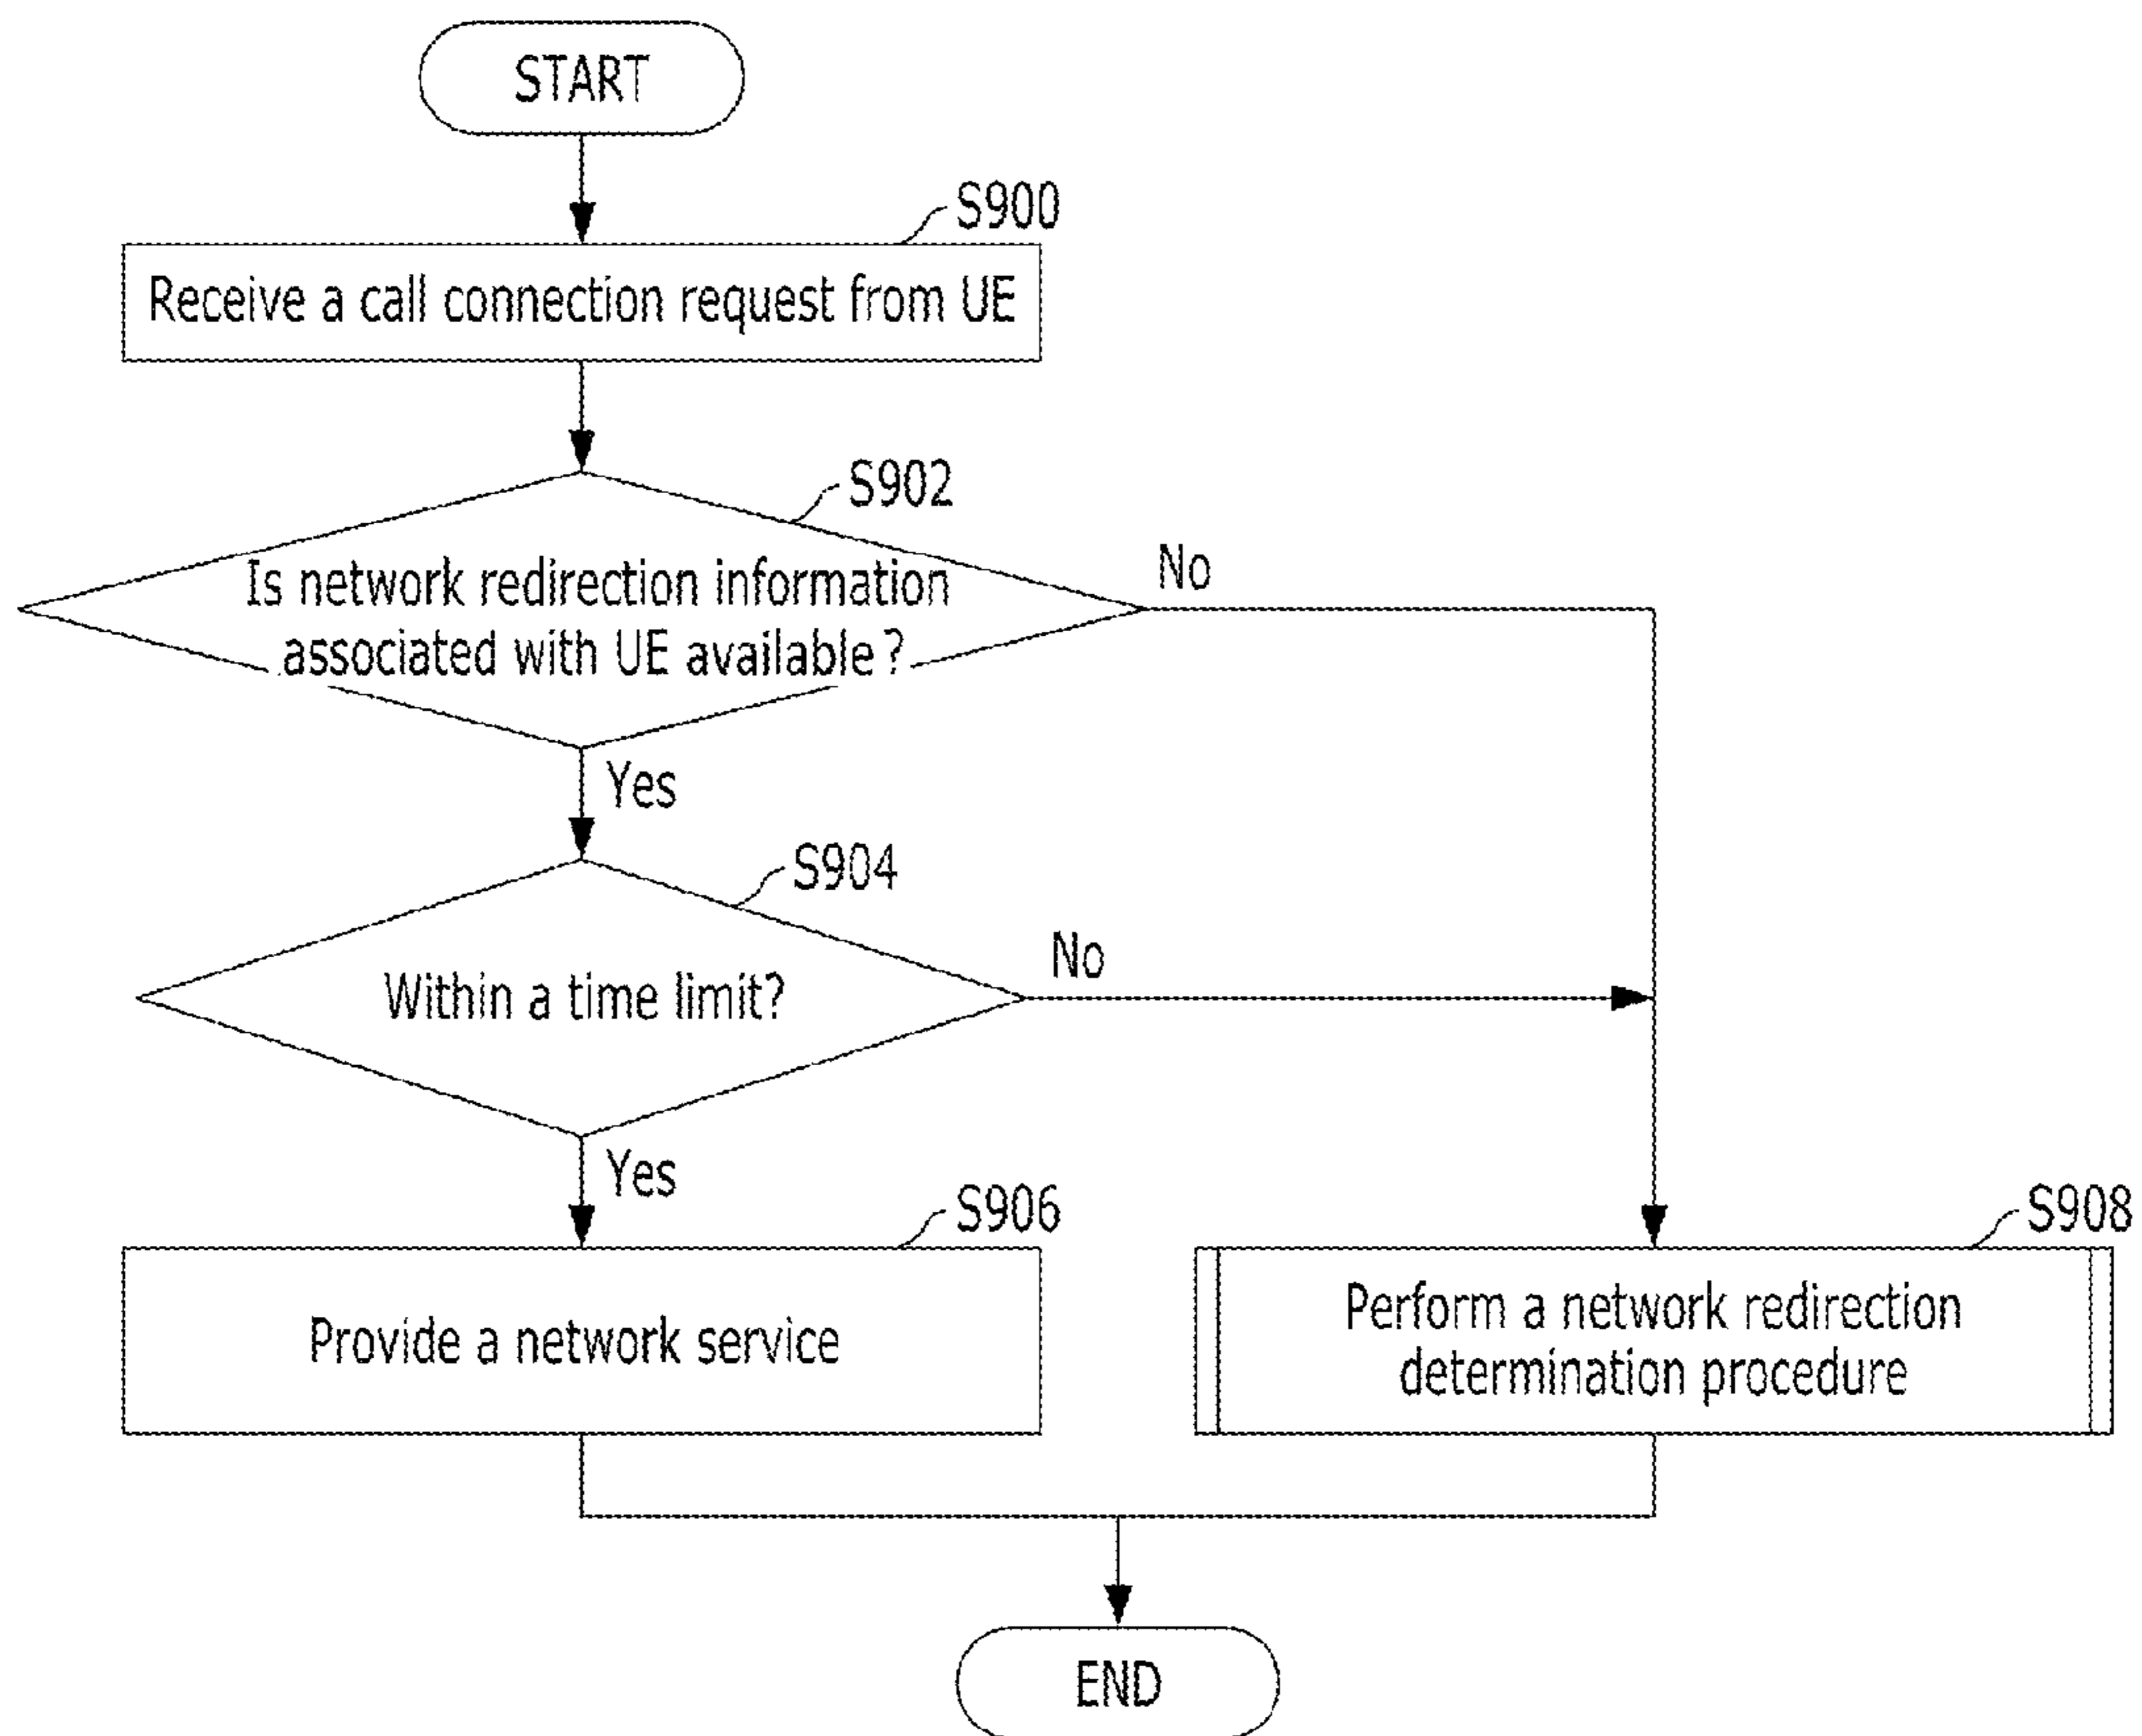 START
S900
Receive a call connection request from UE
S902
Is network redirection information
associated with UE available?
No
Yes
S904
Within a time limit?
No
Yes
S906
Provide a network service
S908
Perform a network redirection
determination procedure
END